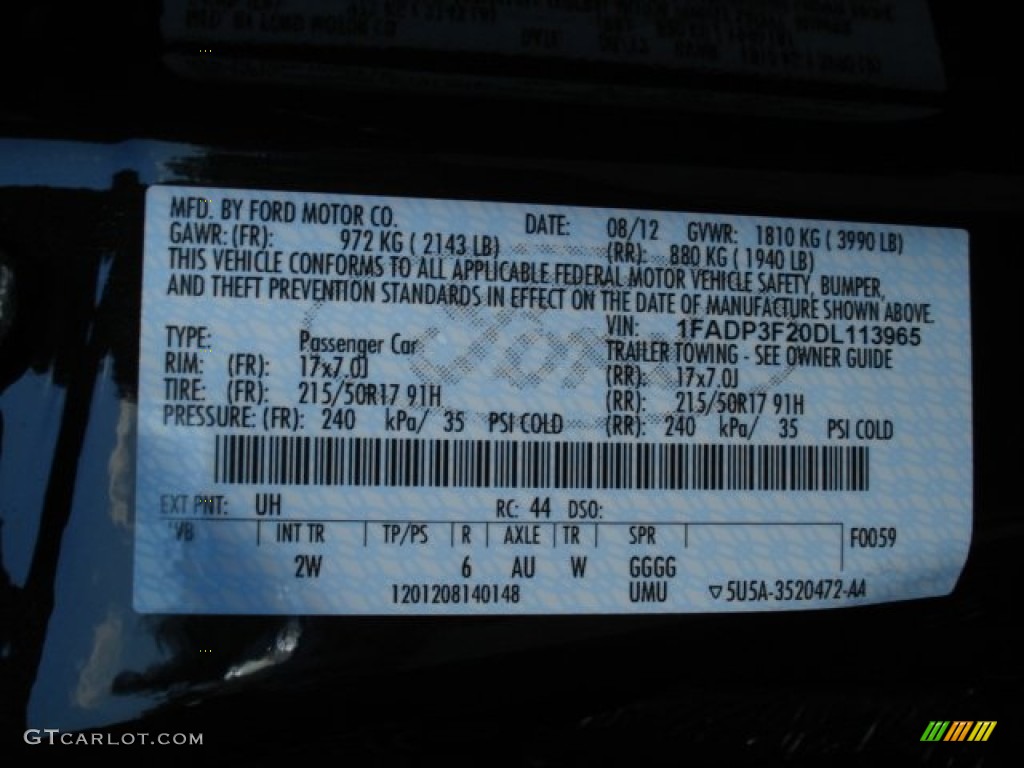 MFD. BY FORD MOTOR CO. DATE: 08/12 GVWR: 1810 KG ( 3990 LB)
GAWR: (FR): 972 KG ( 2143 LB) (RR): 880 KG ( 1940 LB)
THIS VEHICLE CONFORMS TO ALL APPLICABLE FEDERAL MOTOR VEHICLE SAFETY, BUMPER,
AND THEFT PREVENTION STANDARDS IN EFFECT ON THE DATE OF MANUFACTURE SHOWN ABOVE.
VIN: 1FADP3F20DL113965
TYPE: Passenger Car TRAILER TOWING - SEE OWNER GUIDE
RIM: (FR): 17x7.0J (RR): 17x7.0J
TIRE: (FR): 215/50R17 91H (RR): 215/50R17 91H
PRESSURE: (FR): 240 kPa/ 35 PSI COLD (RR): 240 kPa/ 35 PSI COLD
EXT PNT: UH RC: 44 DSO:
WB INT TR TP/PS R AXLE TR SPR F0059
2W 6 AU W GGGG
1201208140148 UMU ▽5U5A-3520472-AA
GTCARLOT.COM